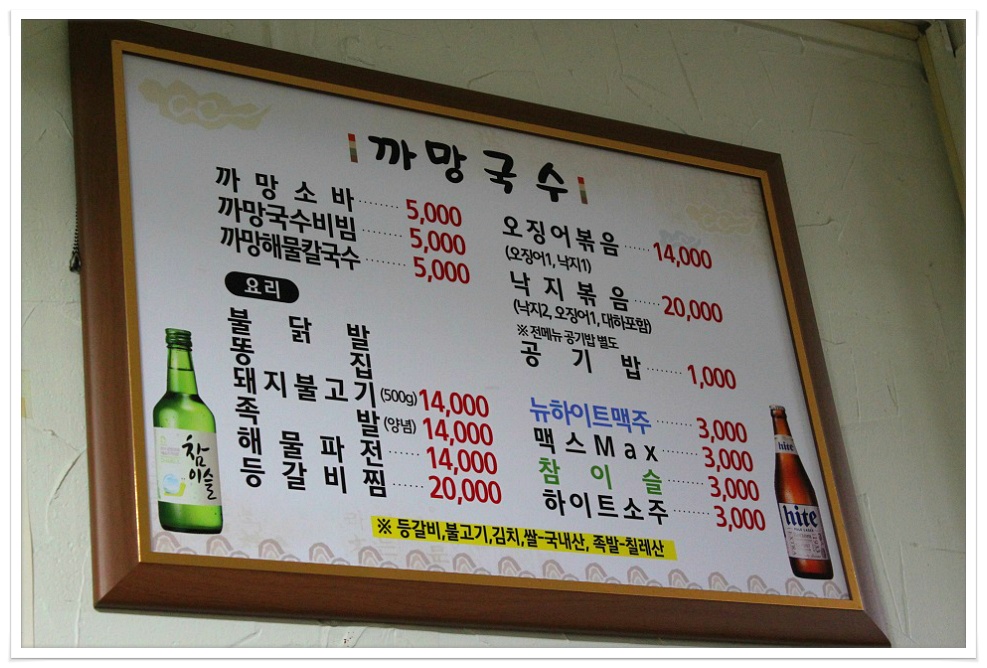 까망국수
까망소바 5,000
까망국수비빔 5,000
까망해물칼국수 5,000
요리
불닭발
똥집
돼지불고기(500g) 14,000
족발(양념) 14,000
해물파전 14,000
등갈비찜 20,000
오징어볶음 14,000
(오징어1, 낙지1)
낙지볶음 20,000
(낙지2, 오징어1, 대하포함)
※ 전메뉴 공기밥 별도
공기밥 1,000
뉴하이트맥주 3,000
맥스Max 3,000
참이슬 3,000
하이트소주 3,000
※ 등갈비,불고기,김치,쌀-국내산, 족발-칠레산
참
이슬
hite
hite